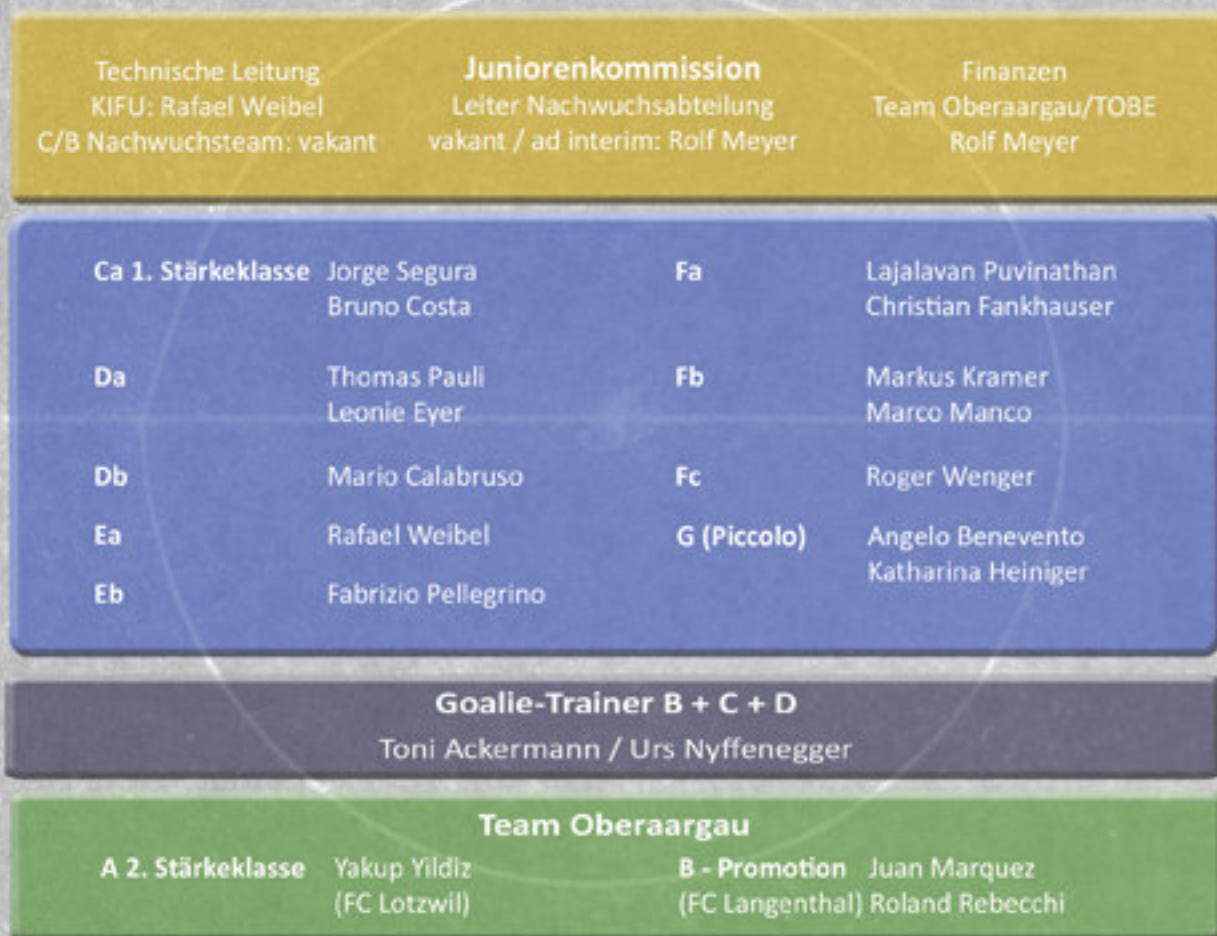 Technische Leitung
KIFU: Rafael Weibel
C/B Nachwuchsteam: vakant
Juniorenkommission
Leiter Nachwuchsabteilung
vakant / ad interim: Rolf Meyer
Finanzen
Team Oberaargau/TOBE
Rolf Meyer
Ca 1. Stärkeklasse Jorge Segura
Bruno Costa
Da Thomas Pauli
Leonie Eyer
Db Mario Calabruso
Ea Rafael Weibel
Eb Fabrizio Pellegrino
Fa Lajalavan Puvinathan
Christian Fankhauser
Fb Markus Kramer
Marco Manco
Fc Roger Wenger
G (Piccolo) Angelo Benevento
Katharina Heiniger
Goalie-Trainer B + C + D
Toni Ackermann / Urs Nyffenegger
Team Oberaargau
A 2. Stärkeklasse Yakup Yildiz
(FC Lotzwil)
B - Promotion Juan Marquez
(FC Langenthal) Roland Rebecchi